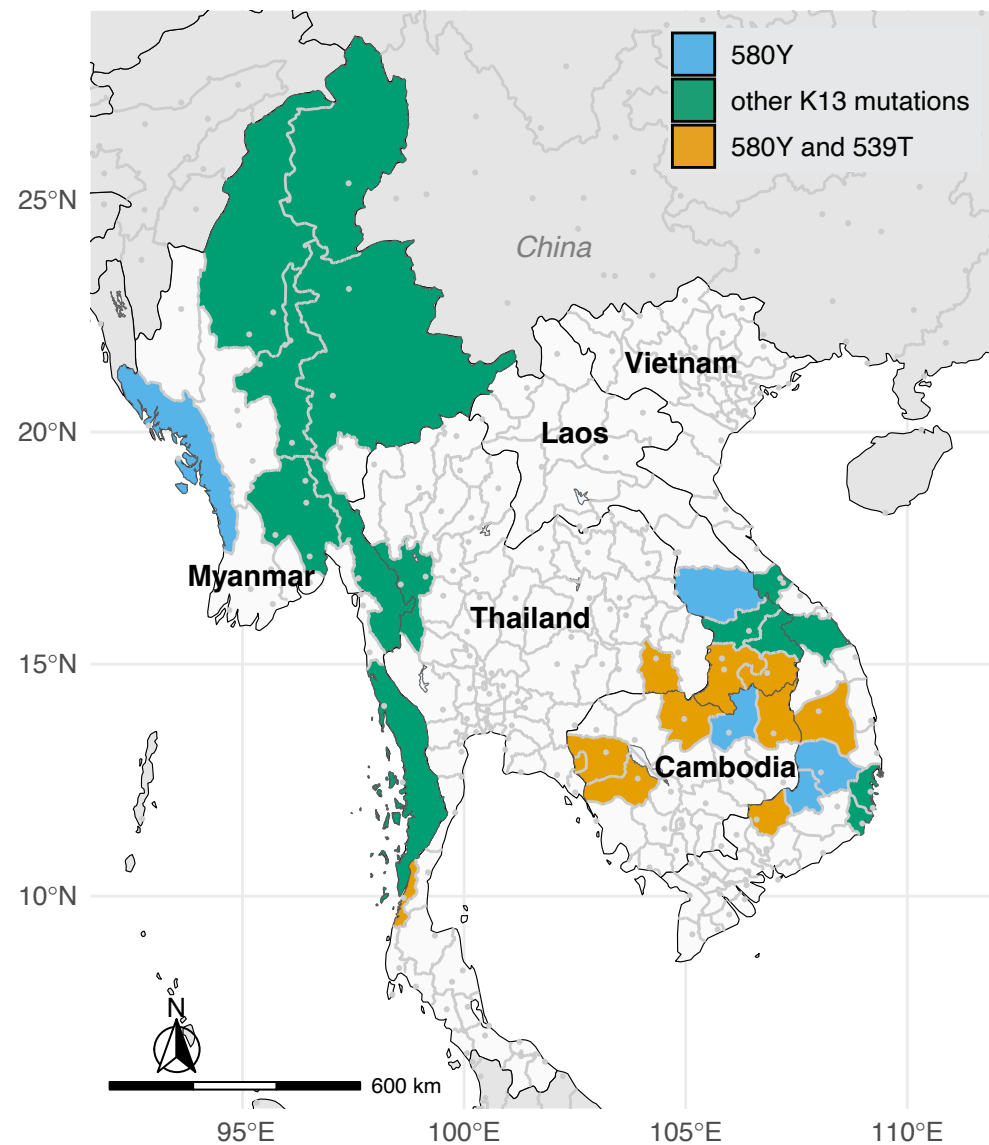 580Y
other K13 mutations
580Y and 539T
25°N
China
Vietnam
20°N
Laos
Myanmar
Thailand
15°N
Cambodia
10°N
N
600 km
95°E
100°E
105°E
110°E